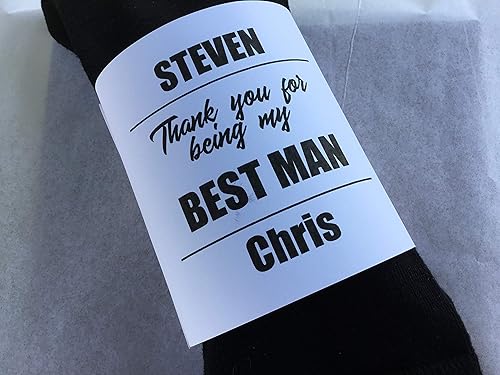 STEVEN
Thank you for
being my
BEST MAN
Chris